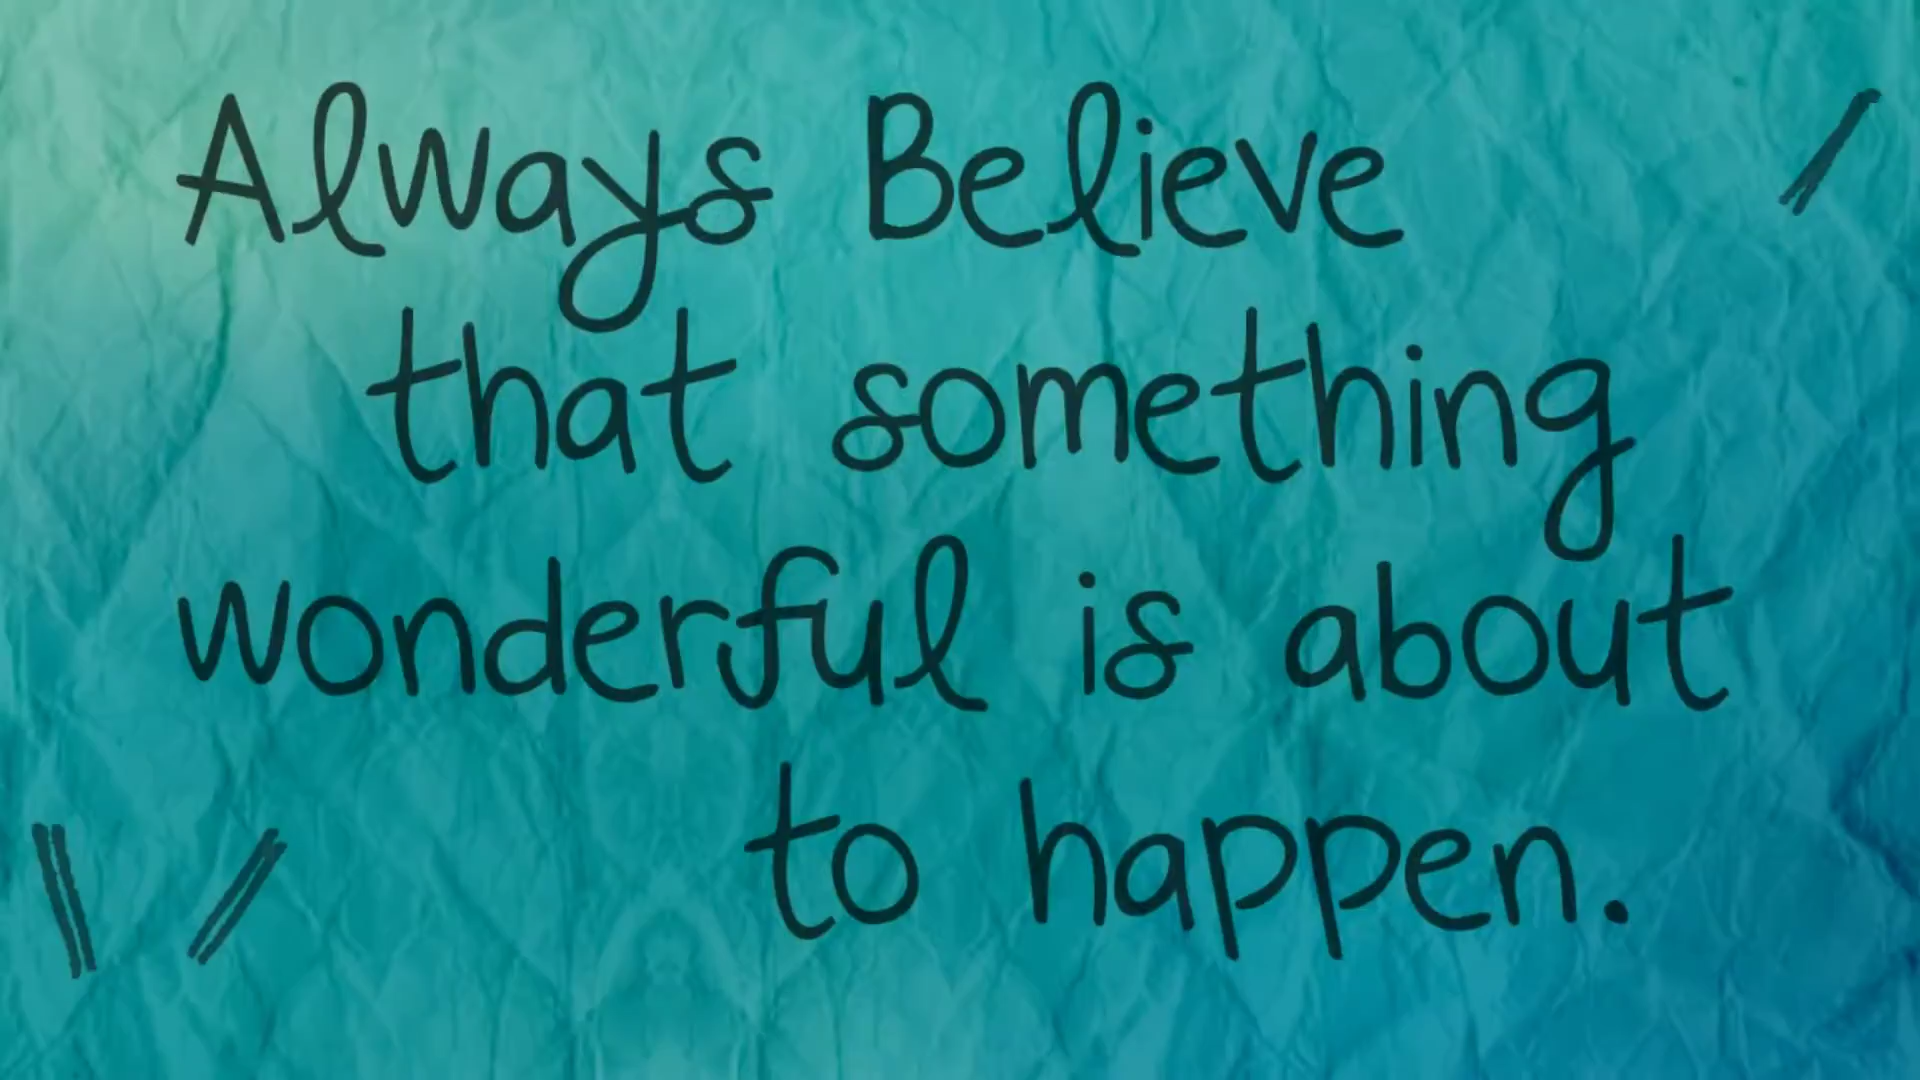 Always Believe
that something
wonderful is about
to happen.